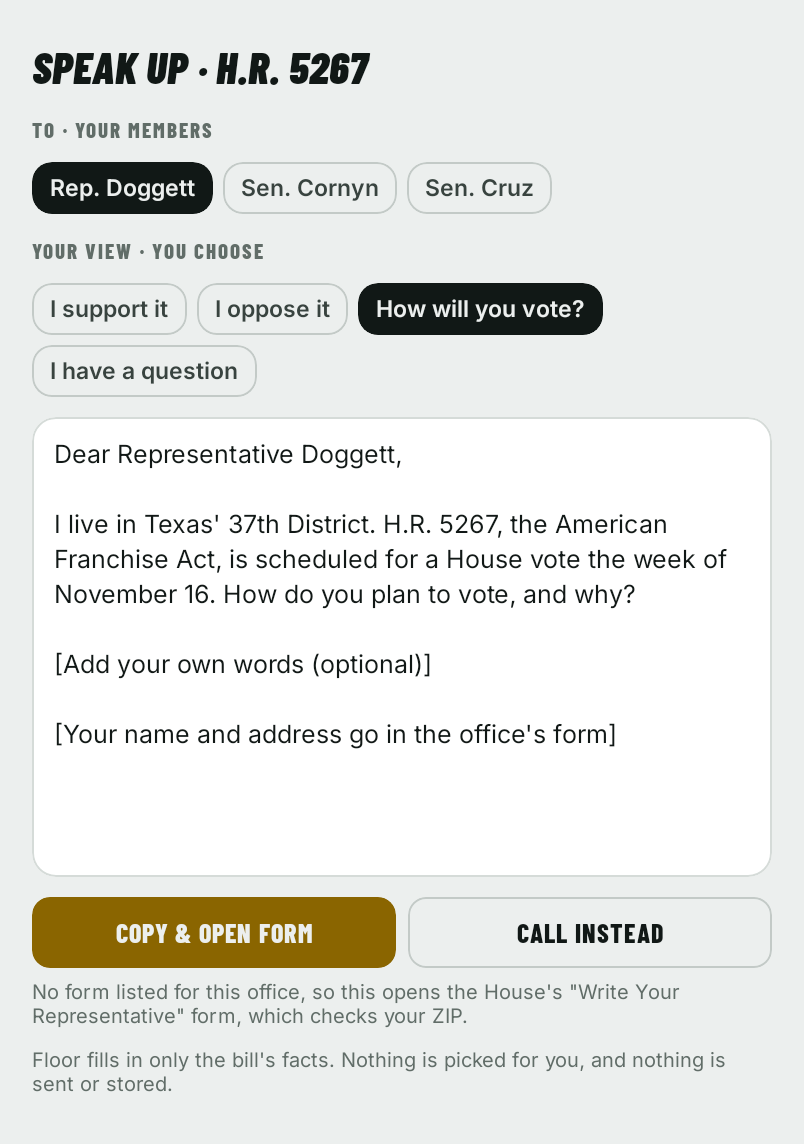 SPEAK UP · H.R. 5267
TO · YOUR MEMBERS
Rep. Doggett
Sen. Cornyn
Sen. Cruz
YOUR VIEW · YOU CHOOSE
I support it
I oppose it
How will you vote?
I have a question
Dear Representative Doggett,
I live in Texas' 37th District. H.R. 5267, the American
Franchise Act, is scheduled for a House vote the week of
November 16. How do you plan to vote, and why?
[Add your own words (optional)]
[Your name and address go in the office's form]
COPY & OPEN FORM
CALL INSTEAD
No form listed for this office, so this opens the House's "Write Your
Representative" form, which checks your ZIP.
Floor fills in only the bill's facts. Nothing is picked for you, and nothing is
sent or stored.